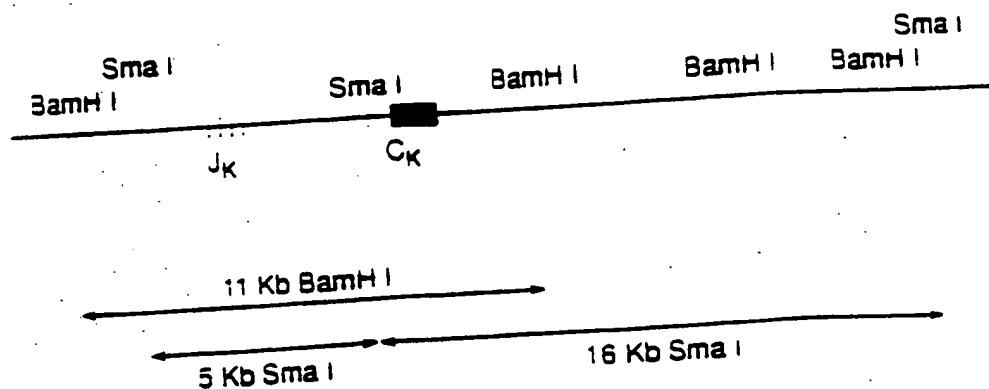 Sma I
BamH I
Sma I
BamH I
BamH I
Sma I
BamH I
JK
CK
11 Kb BamH I
5 Kb Sma I
16 Kb Sma I